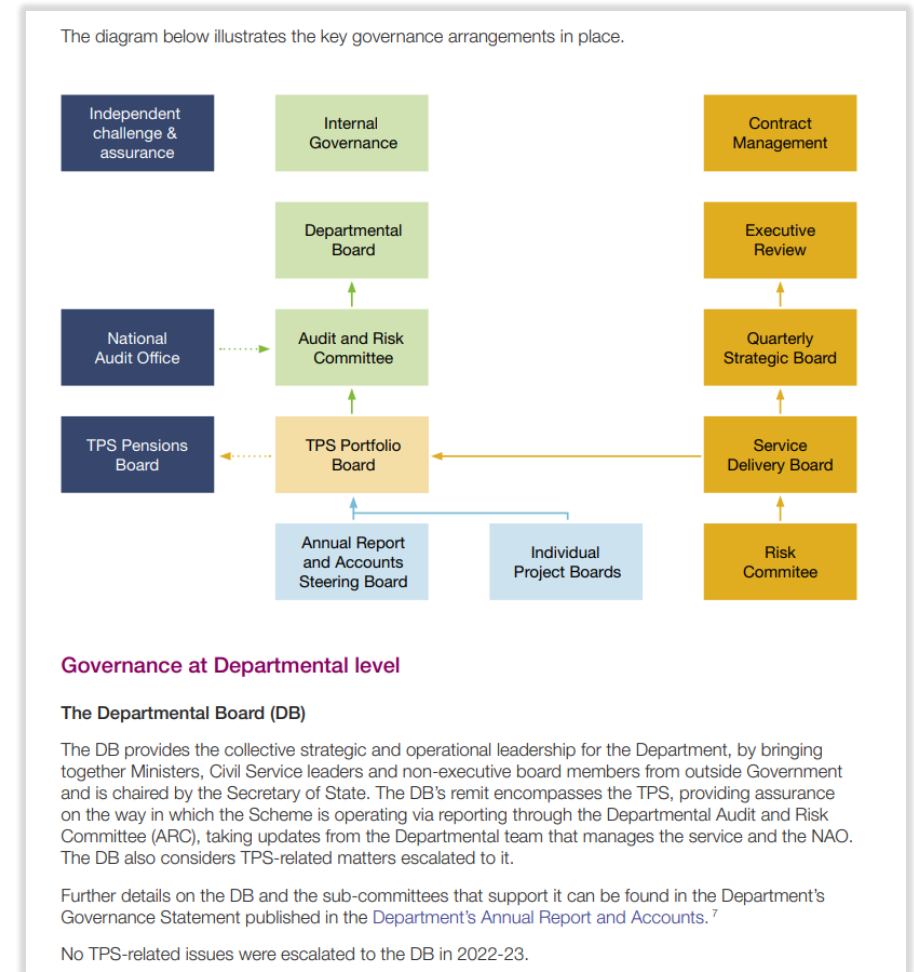 The diagram below illustrates the key governance arrangements in place.
Independent
challenge &
assurance
Internal
Governance
Contract
Management
Departmental
Board
Executive
Review
National
Audit Office
Audit and Risk
Committee
Quarterly
Strategic Board
TPS Pensions
Board
TPS Portfolio
Board
Service
Delivery Board
Annual Report
and Accounts
Steering Board
Individual
Project Boards
Risk
Commitee
Governance at Departmental level
The Departmental Board (DB)
The DB provides the collective strategic and operational leadership for the Department, by bringing
together Ministers, Civil Service leaders and non-executive board members from outside Government
and is chaired by the Secretary of State. The DB's remit encompasses the TPS, providing assurance
on the way in which the Scheme is operating via reporting through the Departmental Audit and Risk
Committee (ARC), taking updates from the Departmental team that manages the service and the NAO.
The DB also considers TPS-related matters escalated to it.
Further details on the DB and the sub-committees that support it can be found in the Department's
Governance Statement published in the Department's Annual Report and Accounts. 7
No TPS-related issues were escalated to the DB in 2022-23.